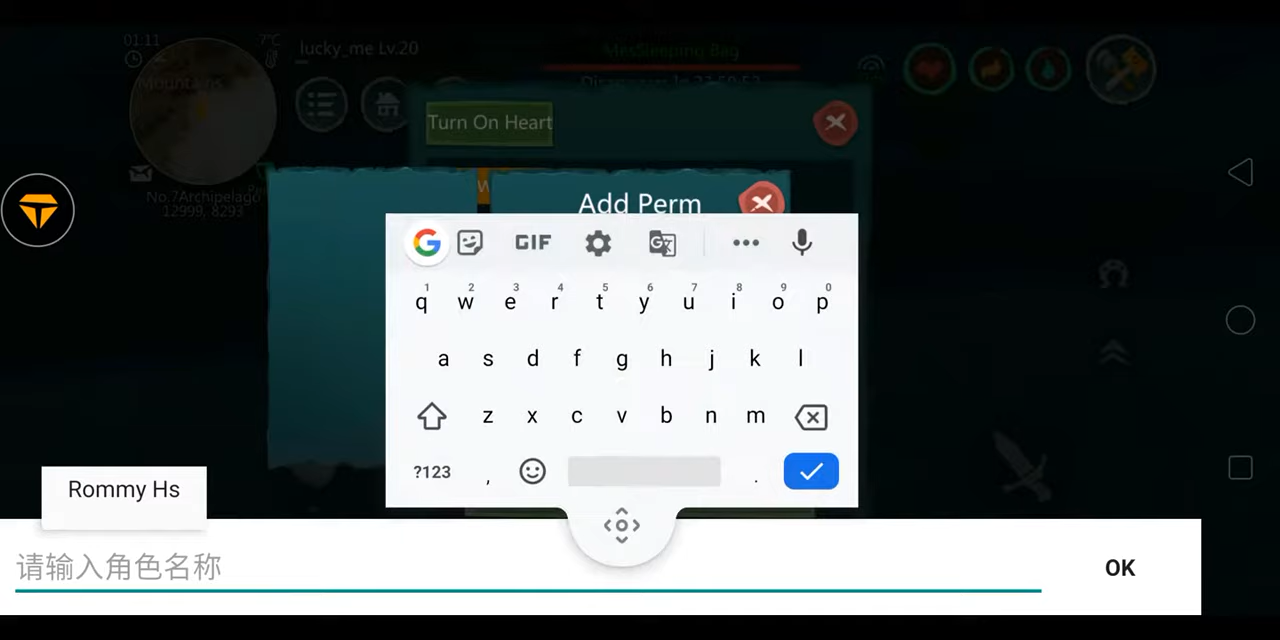 01:11
7℃
lucky_me Lv.20
Mountains
Turn On Heart
No.7Archipelago
12999, 8293
W
Add Perm
GIF
1 2 3 4 5 6 7 8 9 0
q w e r t y u i o p
a s d f g h j k l
z x c v b n m
?123 , .
Rommy Hs
请输入角色名称
OK